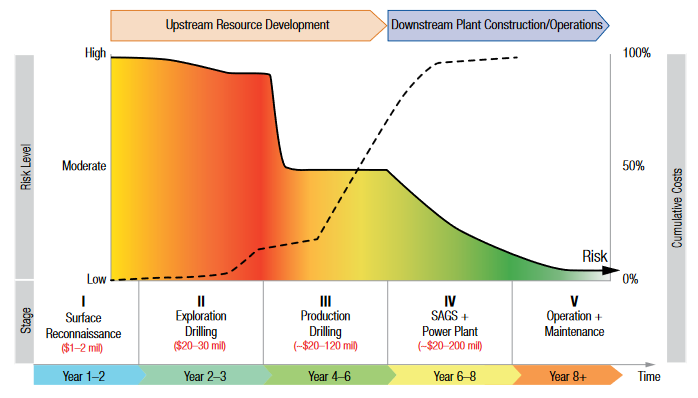 Upstream Resource Development
Downstream Plant Construction/Operations
High
100%
Risk Level
Moderate
50%
Cumulative Costs
Risk
Low
0%
Stage
I
Surface
Reconnaissance
($1–2 mil)
II
Exploration
Drilling
($20–30 mil)
III
Production
Drilling
(~$20–120 mil)
IV
SAGS +
Power Plant
(~$20–200 mil)
V
Operation +
Maintenance
Year 1–2
Year 2–3
Year 4–6
Year 6–8
Year 8+
Time